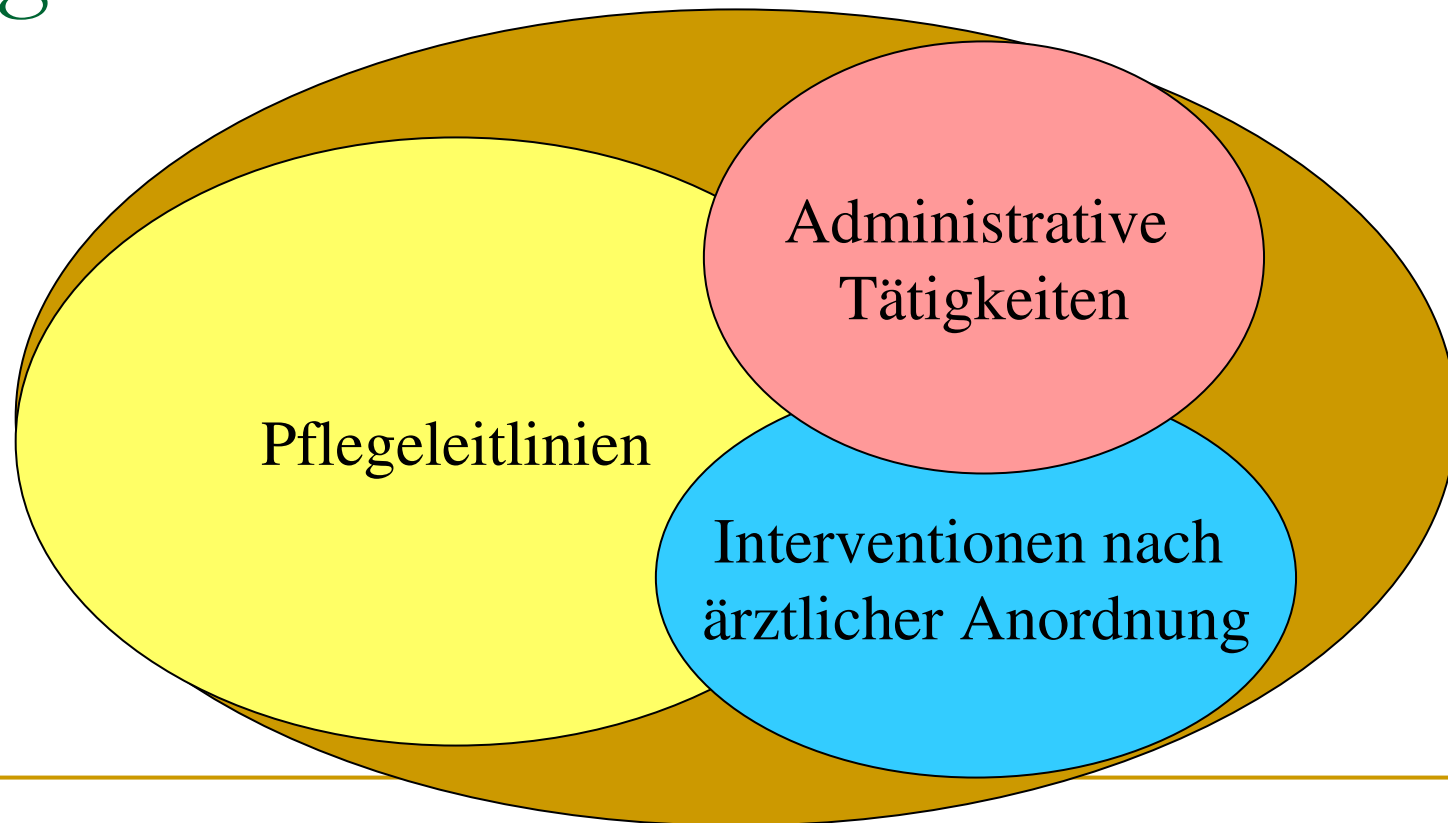 Administrative
Tätigkeiten
Pflegeleitlinien
Interventionen nach
ärztlicher Anordnung